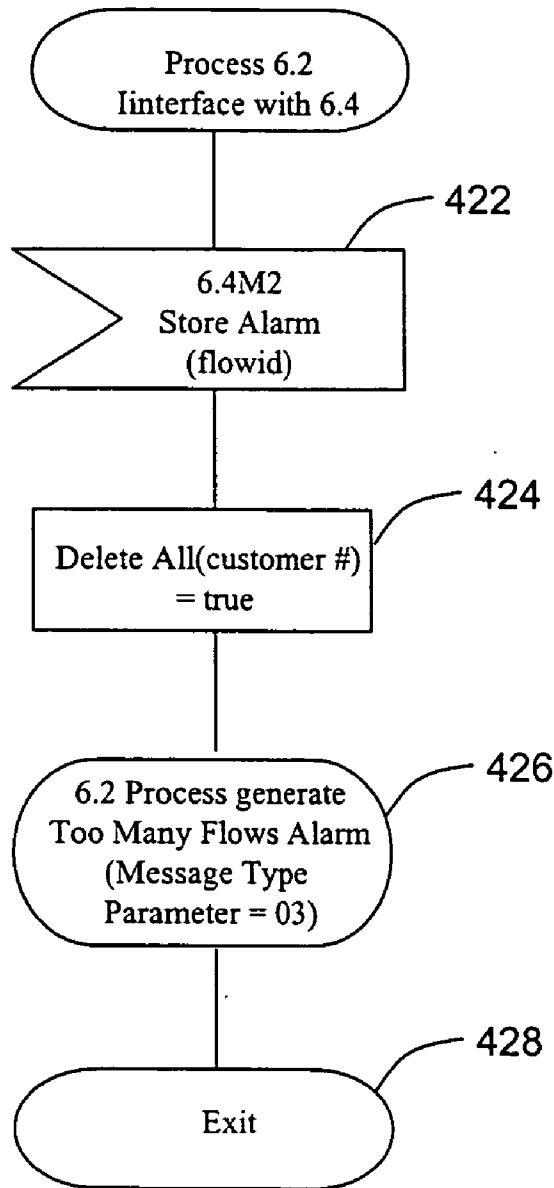 Process 6.2
Iinterface with 6.4
422
6.4M2
Store Alarm
(flowid)
424
Delete All(customer #)
= true
426
6.2 Process generate
Too Many Flows Alarm
(Message Type
Parameter = 03)
428
Exit